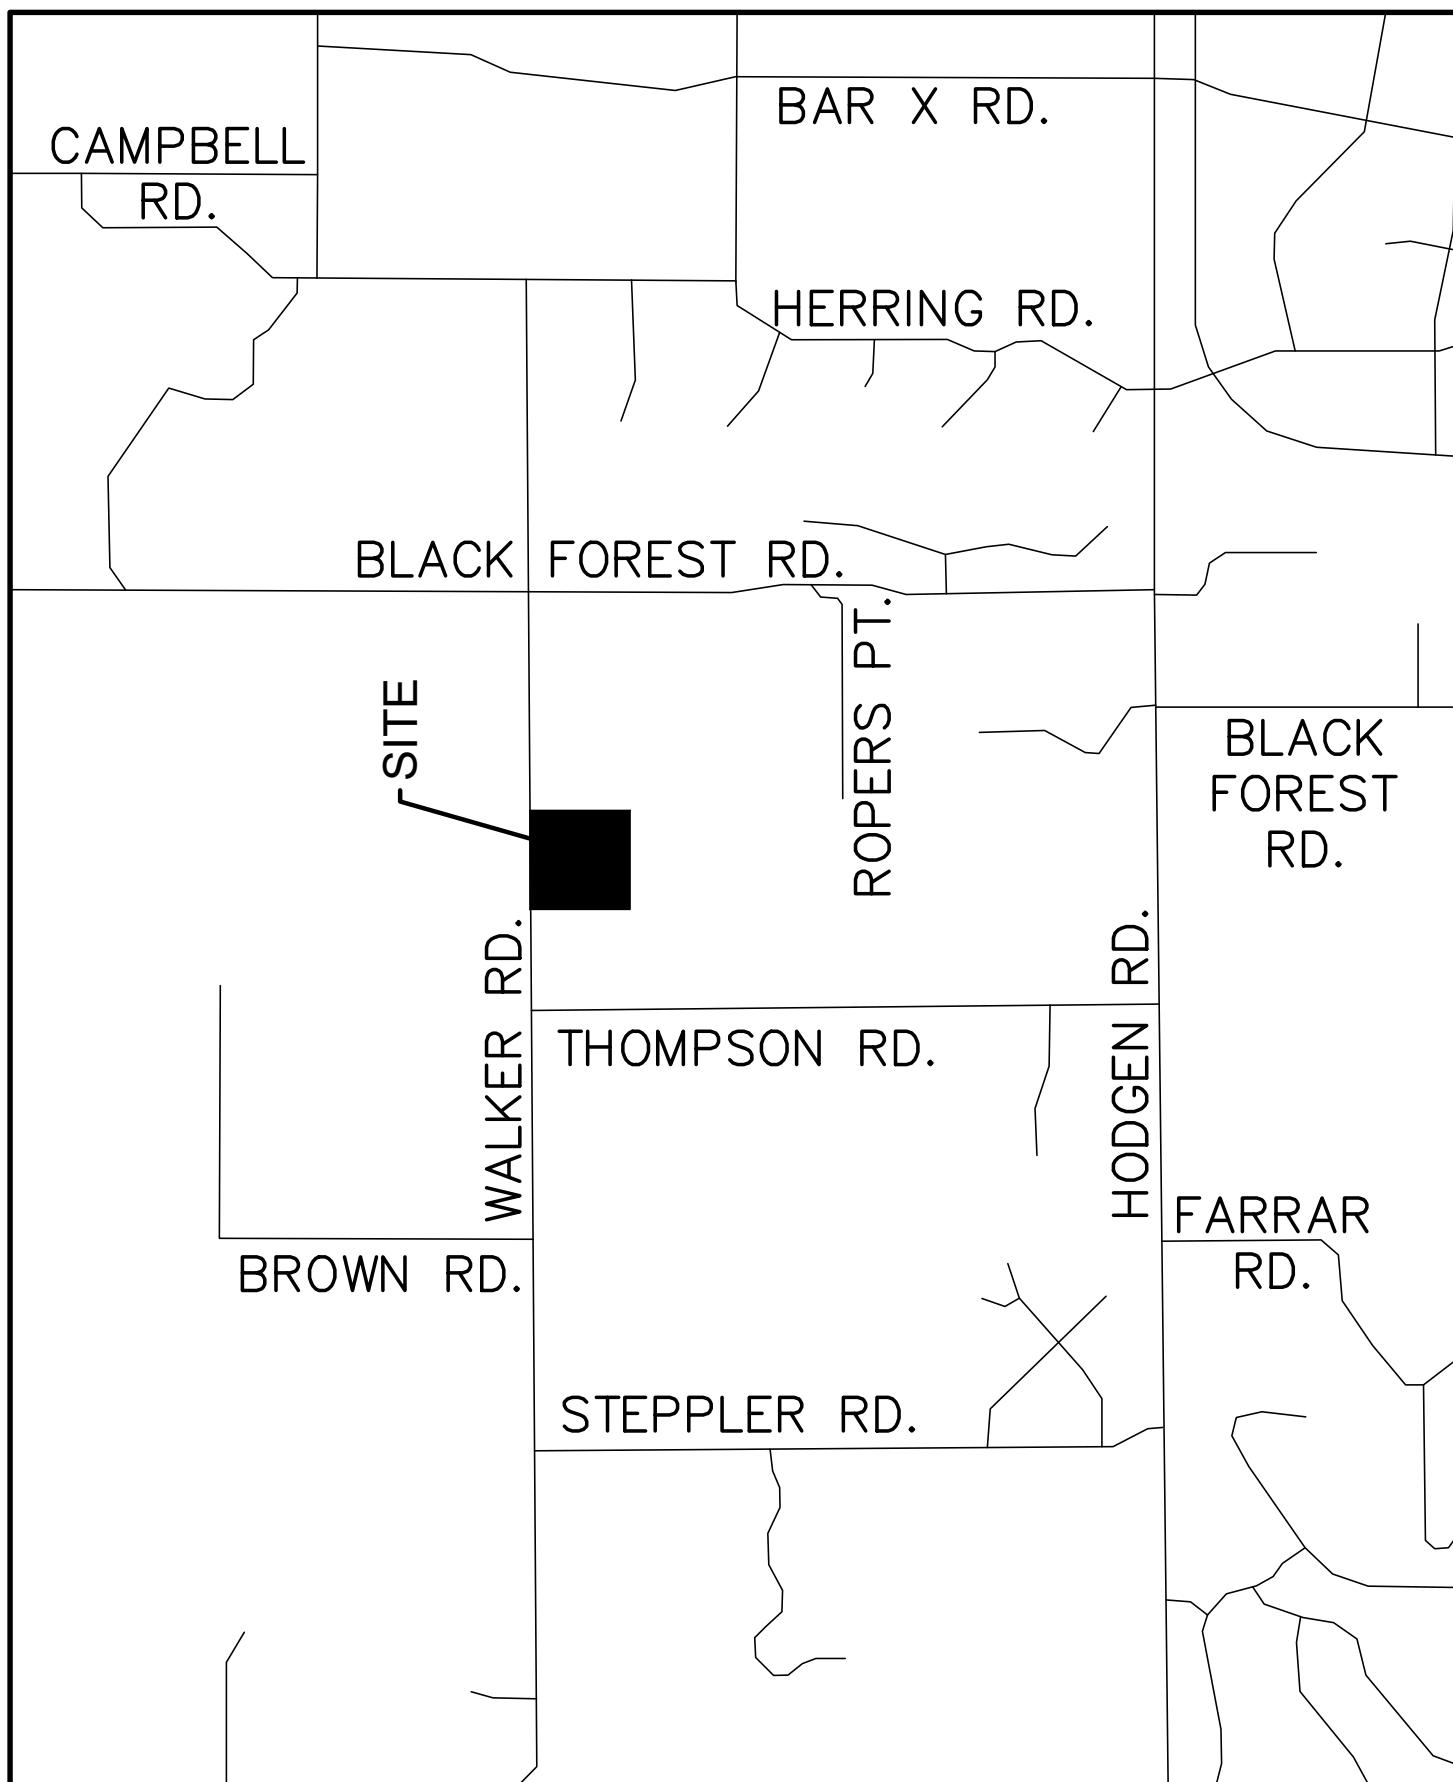 BAR X RD.
CAMPBELL
RD.
HERRING RD.
BLACK FOREST RD.
ROPERS PT.
SITE
BLACK
FOREST
RD.
WALKER RD.
HODGEN RD.
THOMPSON RD.
FARRAR
RD.
BROWN RD.
STEPPLER RD.